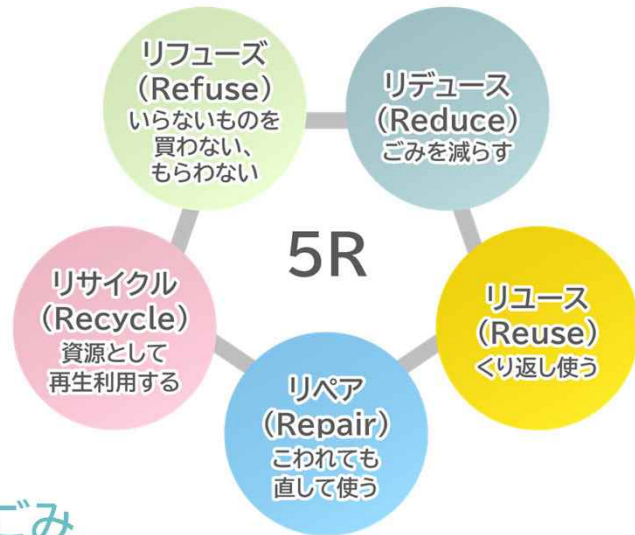 リフューズ
(Refuse)
いらないものを
買わない、
もらわない
リデュース
(Reduce)
ごみを減らす
5R
リサイクル
(Recycle)
資源として
再生利用する
リユース
(Reuse)
くり返し使う
リペア
(Repair)
こわれても
直して使う
ごみ